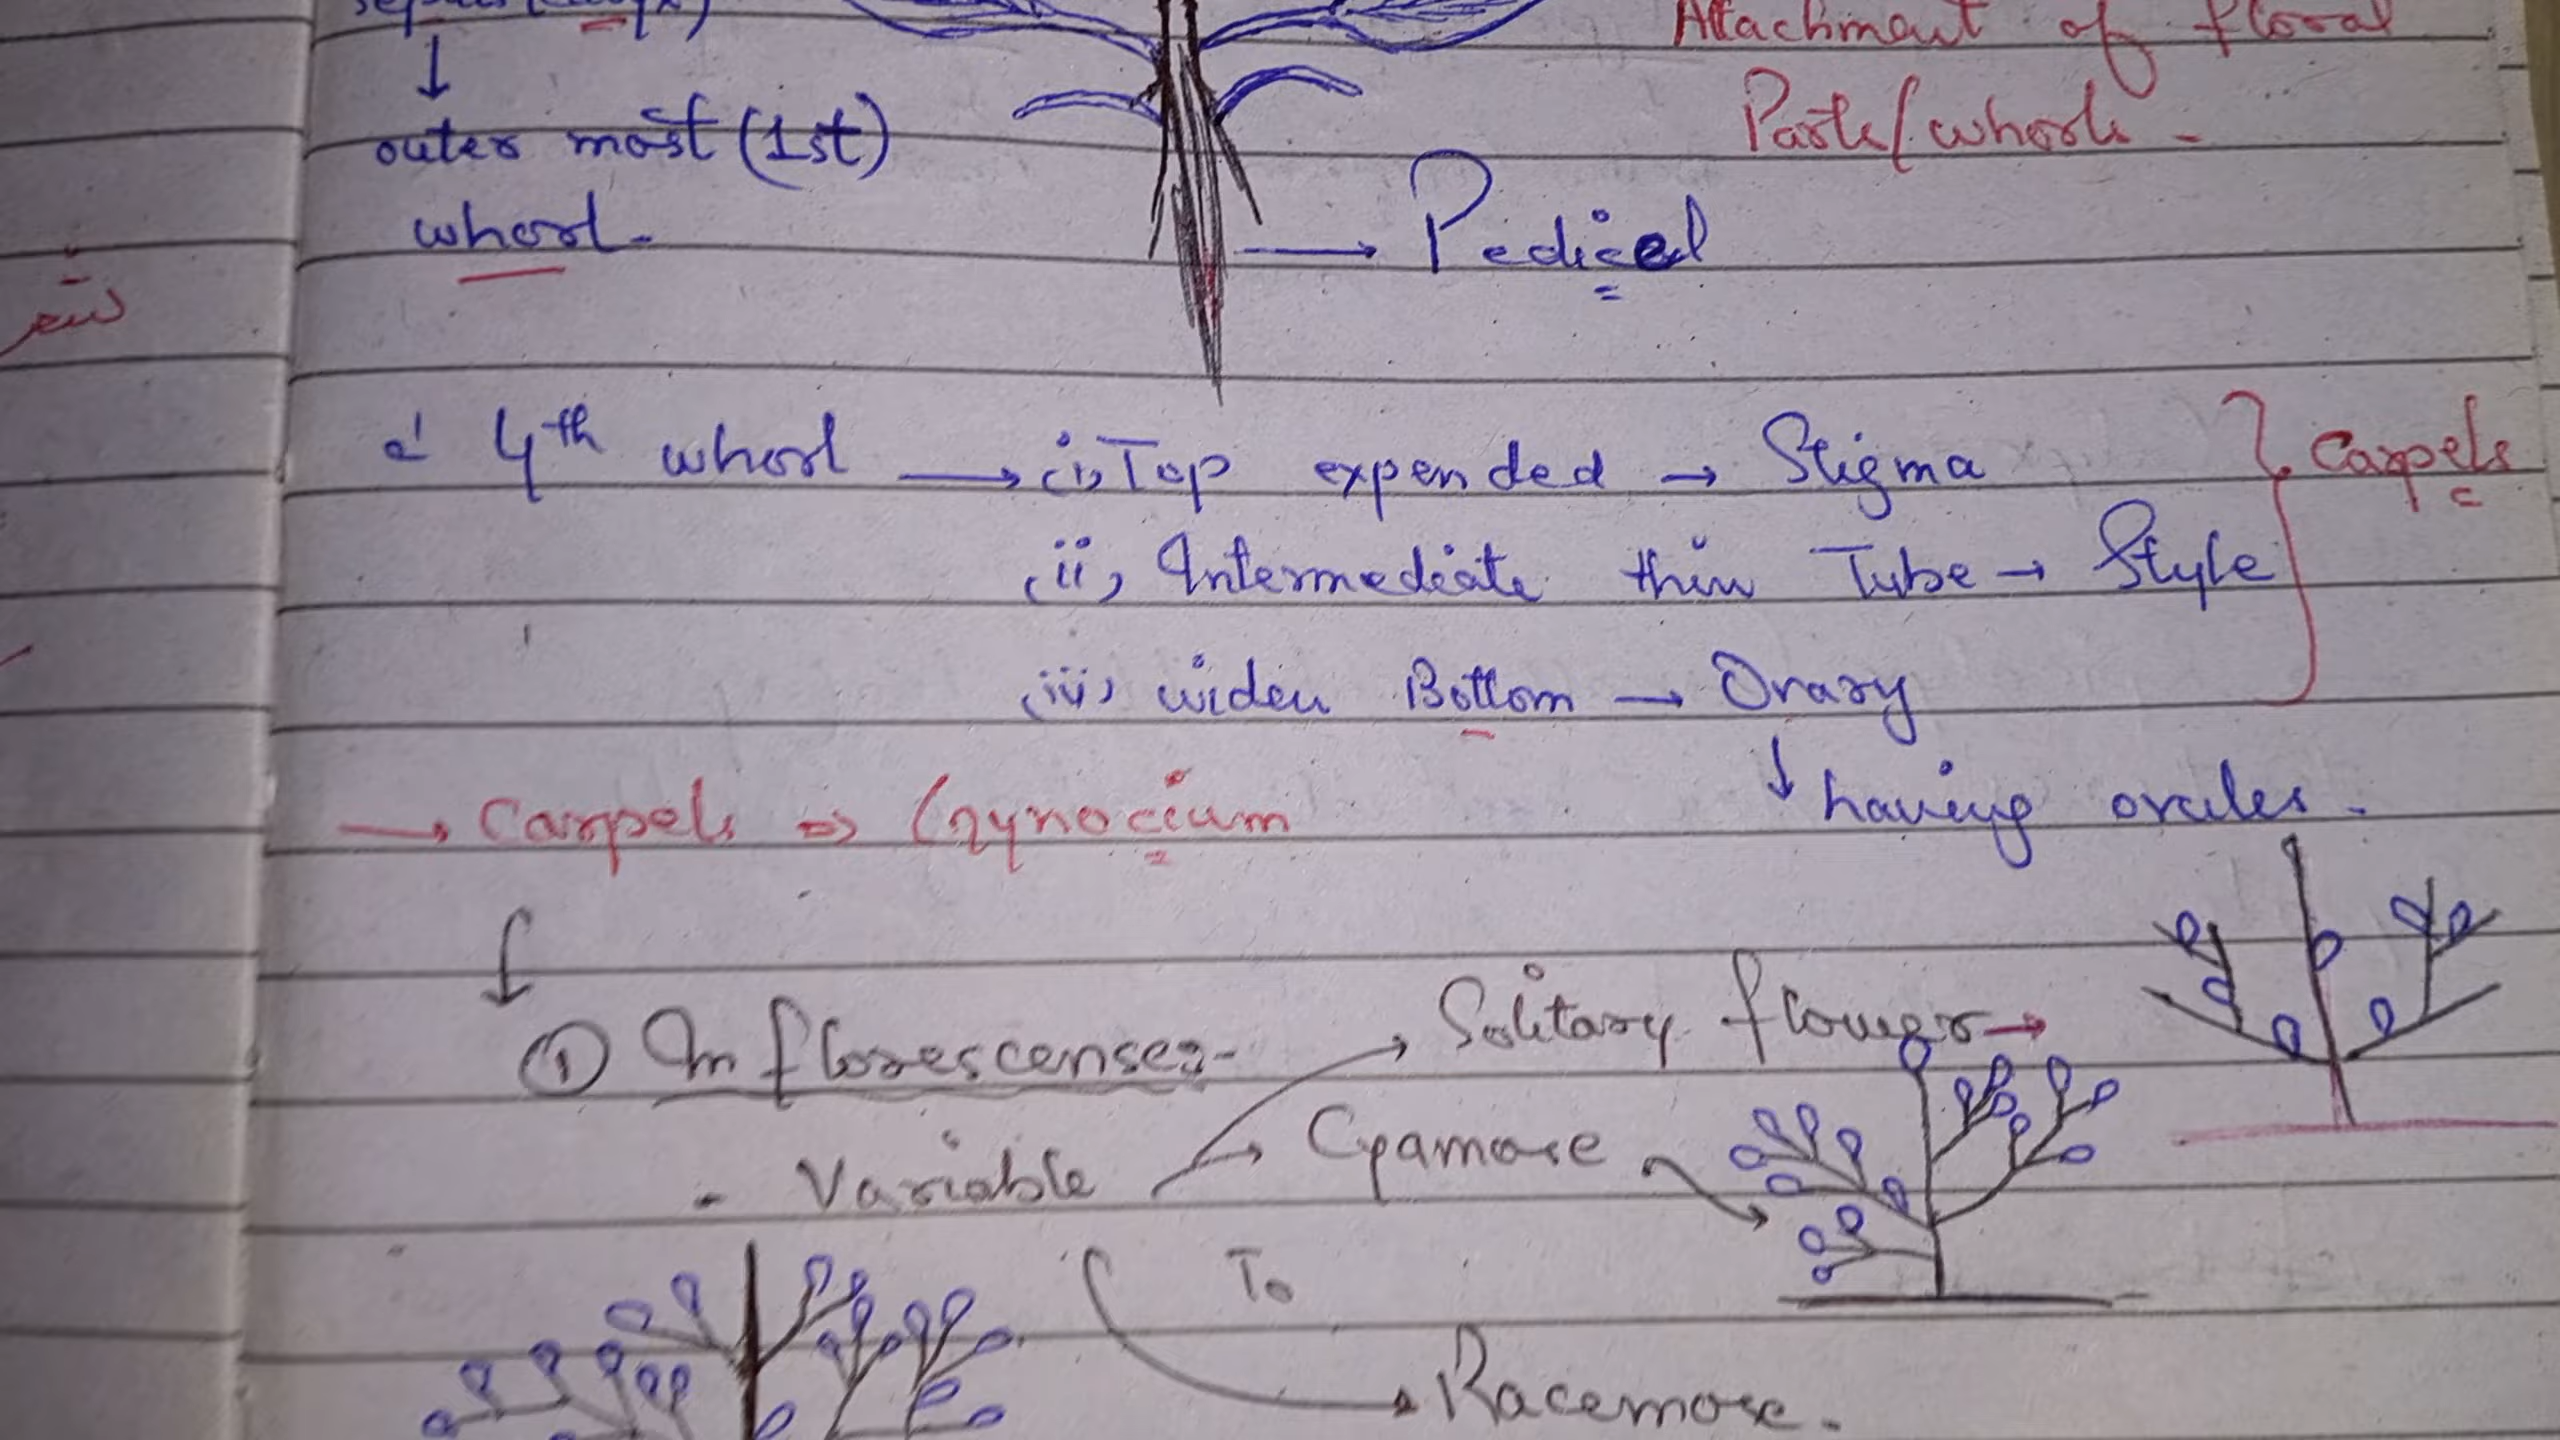 Attachment of floral
Parts/whorls -
outer most (1st)
whorl -
→ Pedicel
4th whorl → (i) Top expended → Stigma
(ii) Intermediate thin Tube → Style
(iii) widen Bottom → Ovary
} Carpels
↓ having ovules.
→ Carpels => Gynocium
① Inflorescenses -
Solitary flower →
- Variable
Cyamose
To
Racemose.